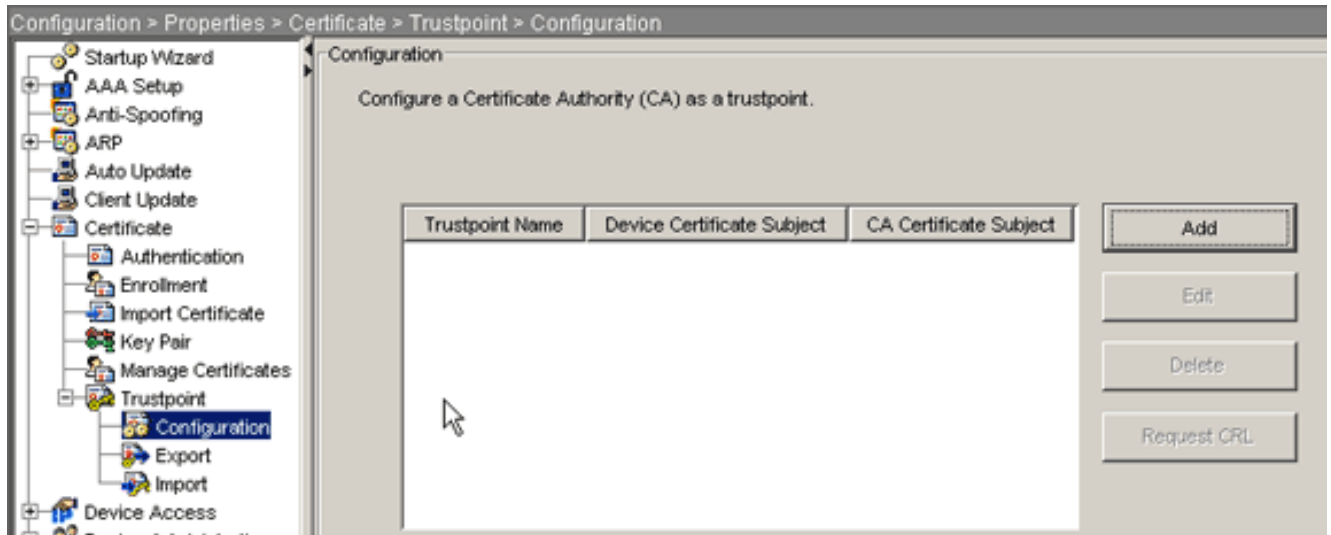 Configuration > Properties > Certificate > Trustpoint > Configuration
Startup Wizard
AAA Setup
Anti-Spoofing
ARP
Auto Update
Client Update
Certificate
Authentication
Enrollment
Import Certificate
Key Pair
Manage Certificates
Trustpoint
Configuration
Export
Import
Device Access
Configuration
Configure a Certificate Authority (CA) as a trustpoint.
Trustpoint Name
Device Certificate Subject
CA Certificate Subject
Add
Edit
Delete
Request CRL